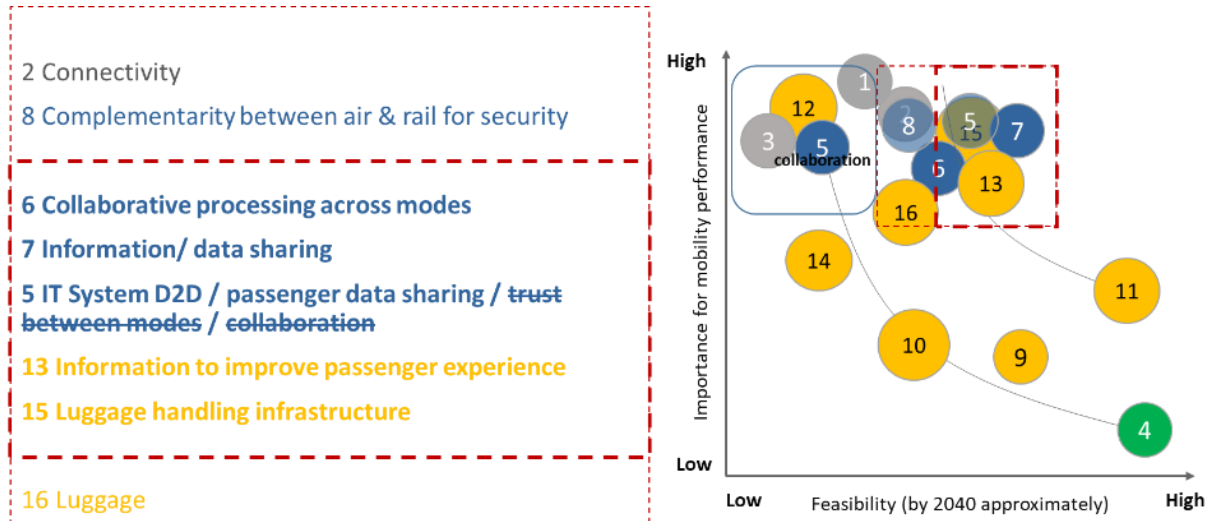 2 Connectivity
8 Complementarity between air & rail for security
6 Collaborative processing across modes
7 Information/ data sharing
5 IT System D2D / passenger data sharing / trust
between modes / collaboration
13 Information to improve passenger experience
15 Luggage handling infrastructure
16 Luggage
High
1
12
2
8
5
15
7
3
5
collaboration
6
13
16
14
11
10
9
4
Importance for mobility performance
Low
Low
Feasibility (by 2040 approximately)
High